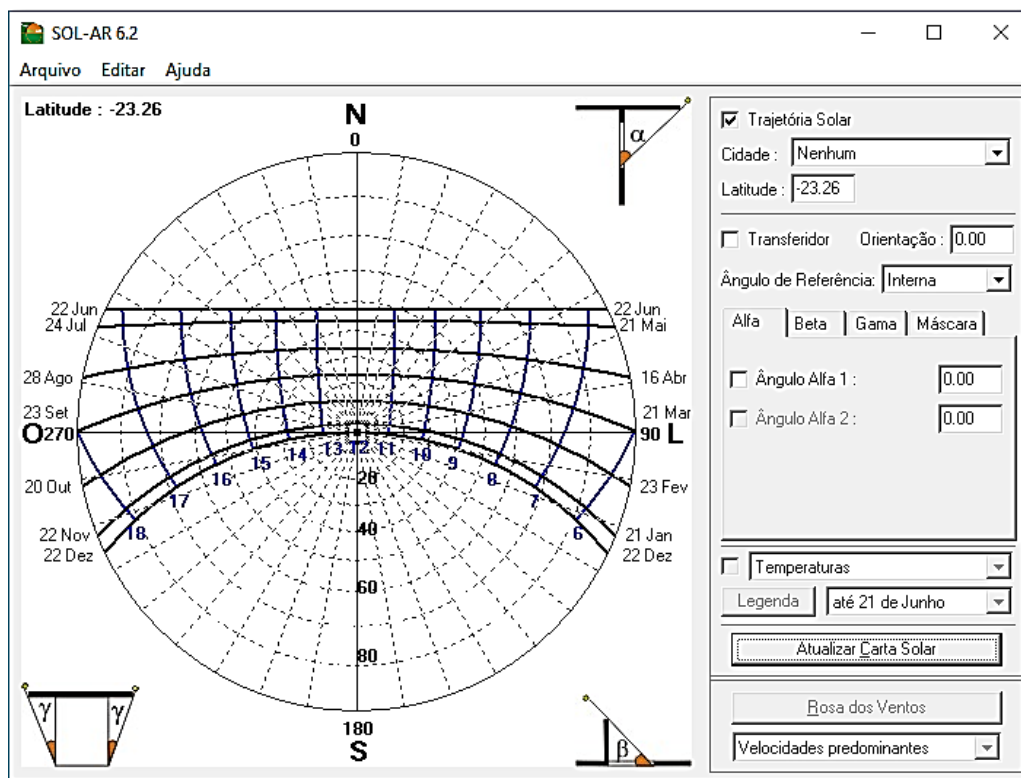 SOL-AR 6.2
Arquivo Editar Ajuda
Latitude : -23.26
N
0
α
22 Jun
24 Jul
28 Ago
23 Set
O 270
20 Out
22 Nov
22 Dez
22 Jun
21 Mai
16 Abr
21 Mar
90 L
23 Fev
21 Jan
22 Dez
18 17 16 15 14 13 12 11 10 9 8 7 6
20
40
60
80
180
S
γ γ
β
Trajetória Solar
Cidade : Nenhum
Latitude : -23.26
Transferidor Orientação : 0.00
Ângulo de Referência: Interna
Alfa Beta Gama Máscara
Ângulo Alfa 1 : 0.00
Ângulo Alfa 2 : 0.00
Temperaturas
Legenda até 21 de Junho
Atualizar Carta Solar
Rosa dos Ventos
Velocidades predominantes